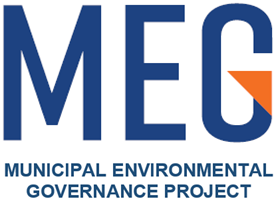 MEG
MUNICIPAL ENVIRONMENTAL
GOVERNANCE PROJECT